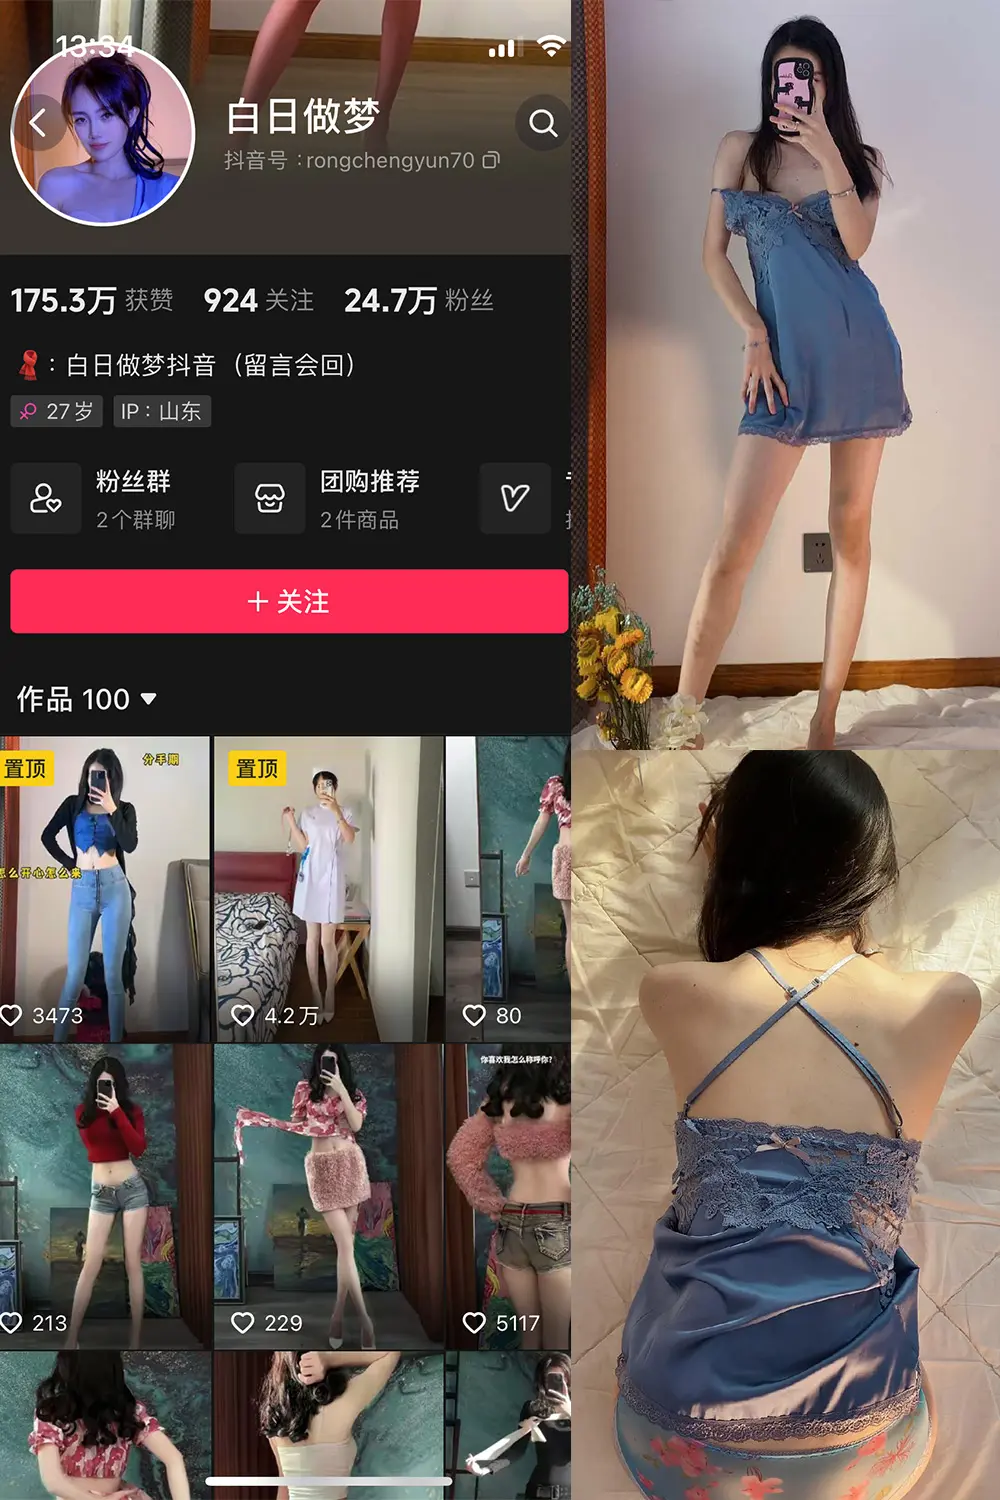 13:34
白日做梦
抖音号：rongchengyun70
175.3万 获赞 924 关注 24.7万 粉丝
：白日做梦抖音（留言会回）
27岁 IP：山东
粉丝群
2个群聊
团购推荐
2件商品
+ 关注
作品 100
置顶
分手期
怎么开心怎么来
3473
置顶
4.2万
80
213
229
你喜欢我怎么称呼你?
5117